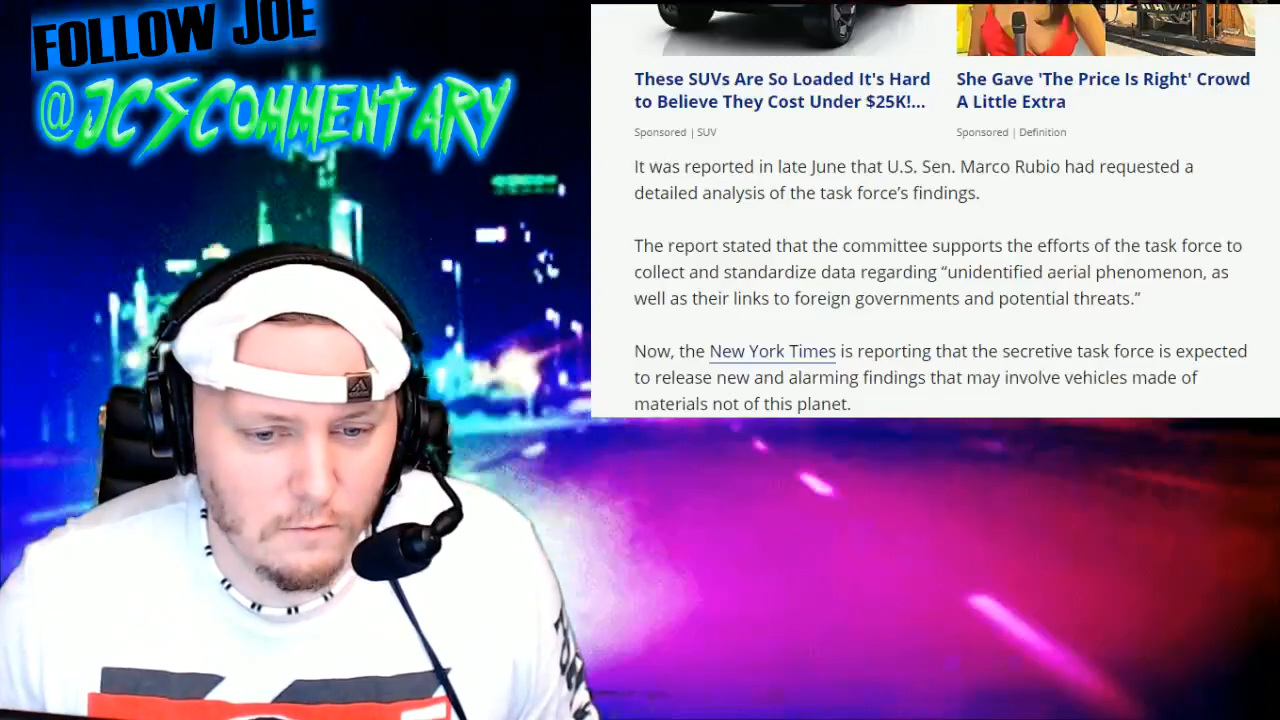 FOLLOW JOE
@JCSCOMMENTARY
These SUVs Are So Loaded It's Hard
to Believe They Cost Under $25K!...
Sponsored | SUV
She Gave 'The Price Is Right' Crowd
A Little Extra
Sponsored | Definition
It was reported in late June that U.S. Sen. Marco Rubio had requested a
detailed analysis of the task force’s findings.
The report stated that the committee supports the efforts of the task force to
collect and standardize data regarding “unidentified aerial phenomenon, as
well as their links to foreign governments and potential threats.”
Now, the New York Times is reporting that the secretive task force is expected
to release new and alarming findings that may involve vehicles made of
materials not of this planet.